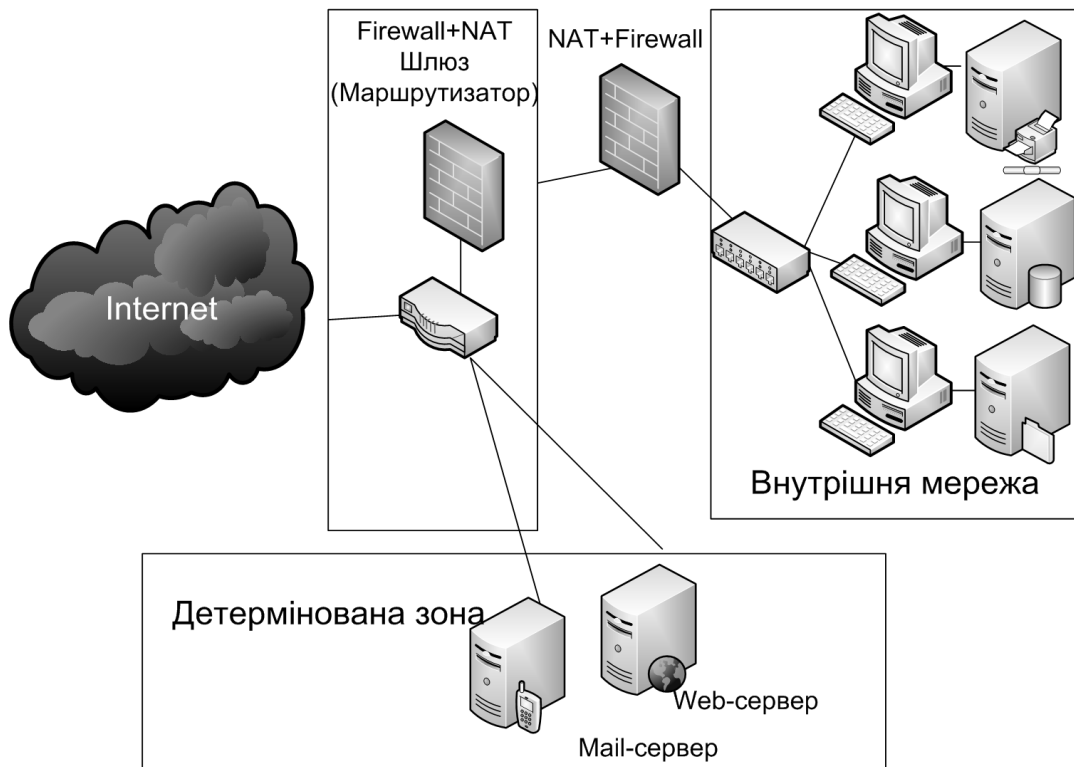 Firewall+NAT
Шлюз
(Маршрутизатор)
NAT+Firewall
Internet
Внутрішня мережа
Детермінована зона
Web-сервер
Mail-сервер